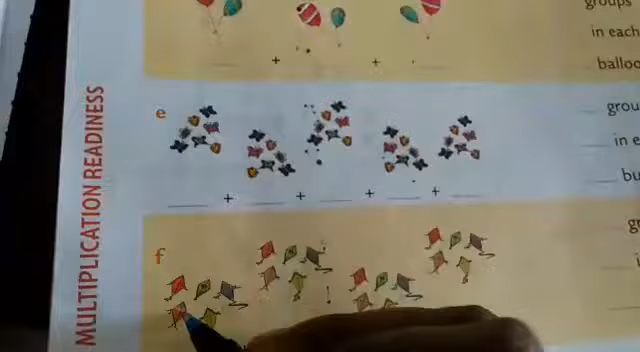 groups
in each
+ +
balloo
MULTIPLICATION READINESS
e
grou
in e
bu
+ + + +
f